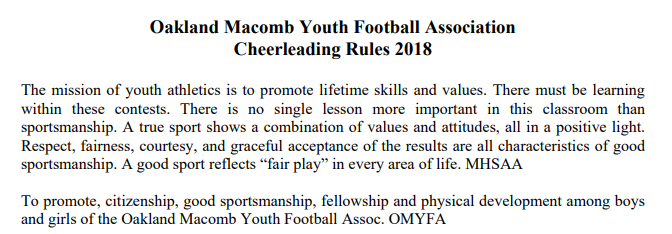 Oakland Macomb Youth Football Association
Cheerleading Rules 2018
The mission of youth athletics is to promote lifetime skills and values. There must be learning
within these contests. There is no single lesson more important in this classroom than
sportsmanship. A true sport shows a combination of values and attitudes, all in a positive light.
Respect, fairness, courtesy, and graceful acceptance of the results are all characteristics of good
sportsmanship. A good sport reflects “fair play” in every area of life. MHSAA
To promote, citizenship, good sportsmanship, fellowship and physical development among boys
and girls of the Oakland Macomb Youth Football Assoc. OMYFA